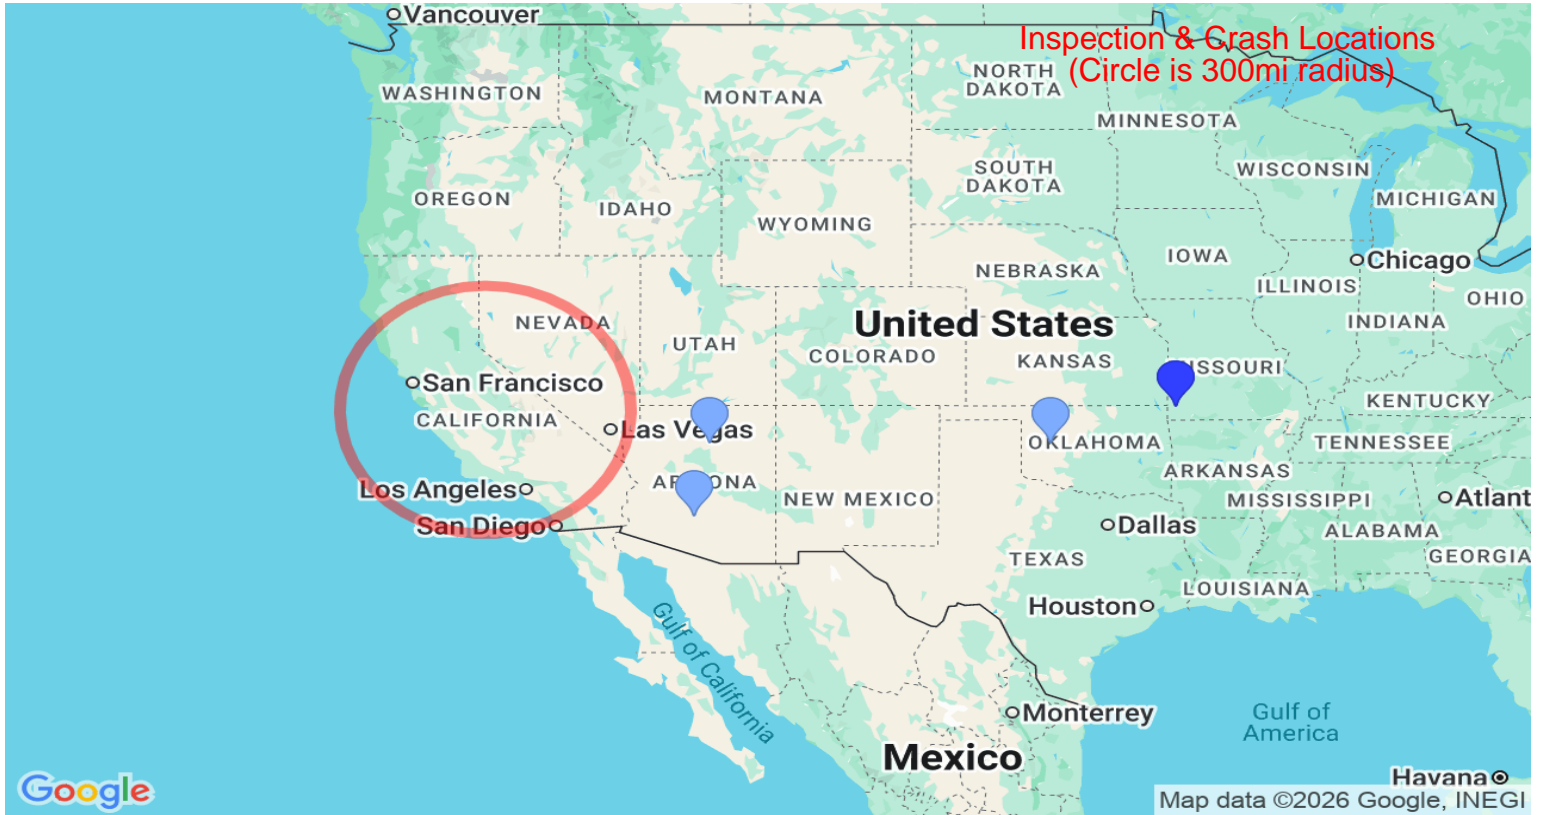 Vancouver
Inspection & Crash Locations
(Circle is 300mi radius)
NORTH
DAKOTA
WASHINGTON
MONTANA
MINNESOTA
WISCONSIN
SOUTH
DAKOTA
MICHIGAN
OREGON
IDAHO
WYOMING
IOWA
Chicago
NEBRASKA
ILLINOIS
OHIO
NEVADA
United States
INDIANA
UTAH
COLORADO
KANSAS
ISSOURI
San Francisco
KENTUCKY
CALIFORNIA
Las Vegas
OKLAHOMA
TENNESSEE
ARKANSAS
AR ONA
Los Angeles
NEW MEXICO
MISSISSIPPI
Atlant
San Diego
Dallas
ALABAMA
TEXAS
GEORGIA
LOUISIANA
Houston
Gulf of California
Monterrey
Gulf of
America
Mexico
Havana
Google
Map data ©2026 Google, INEGI